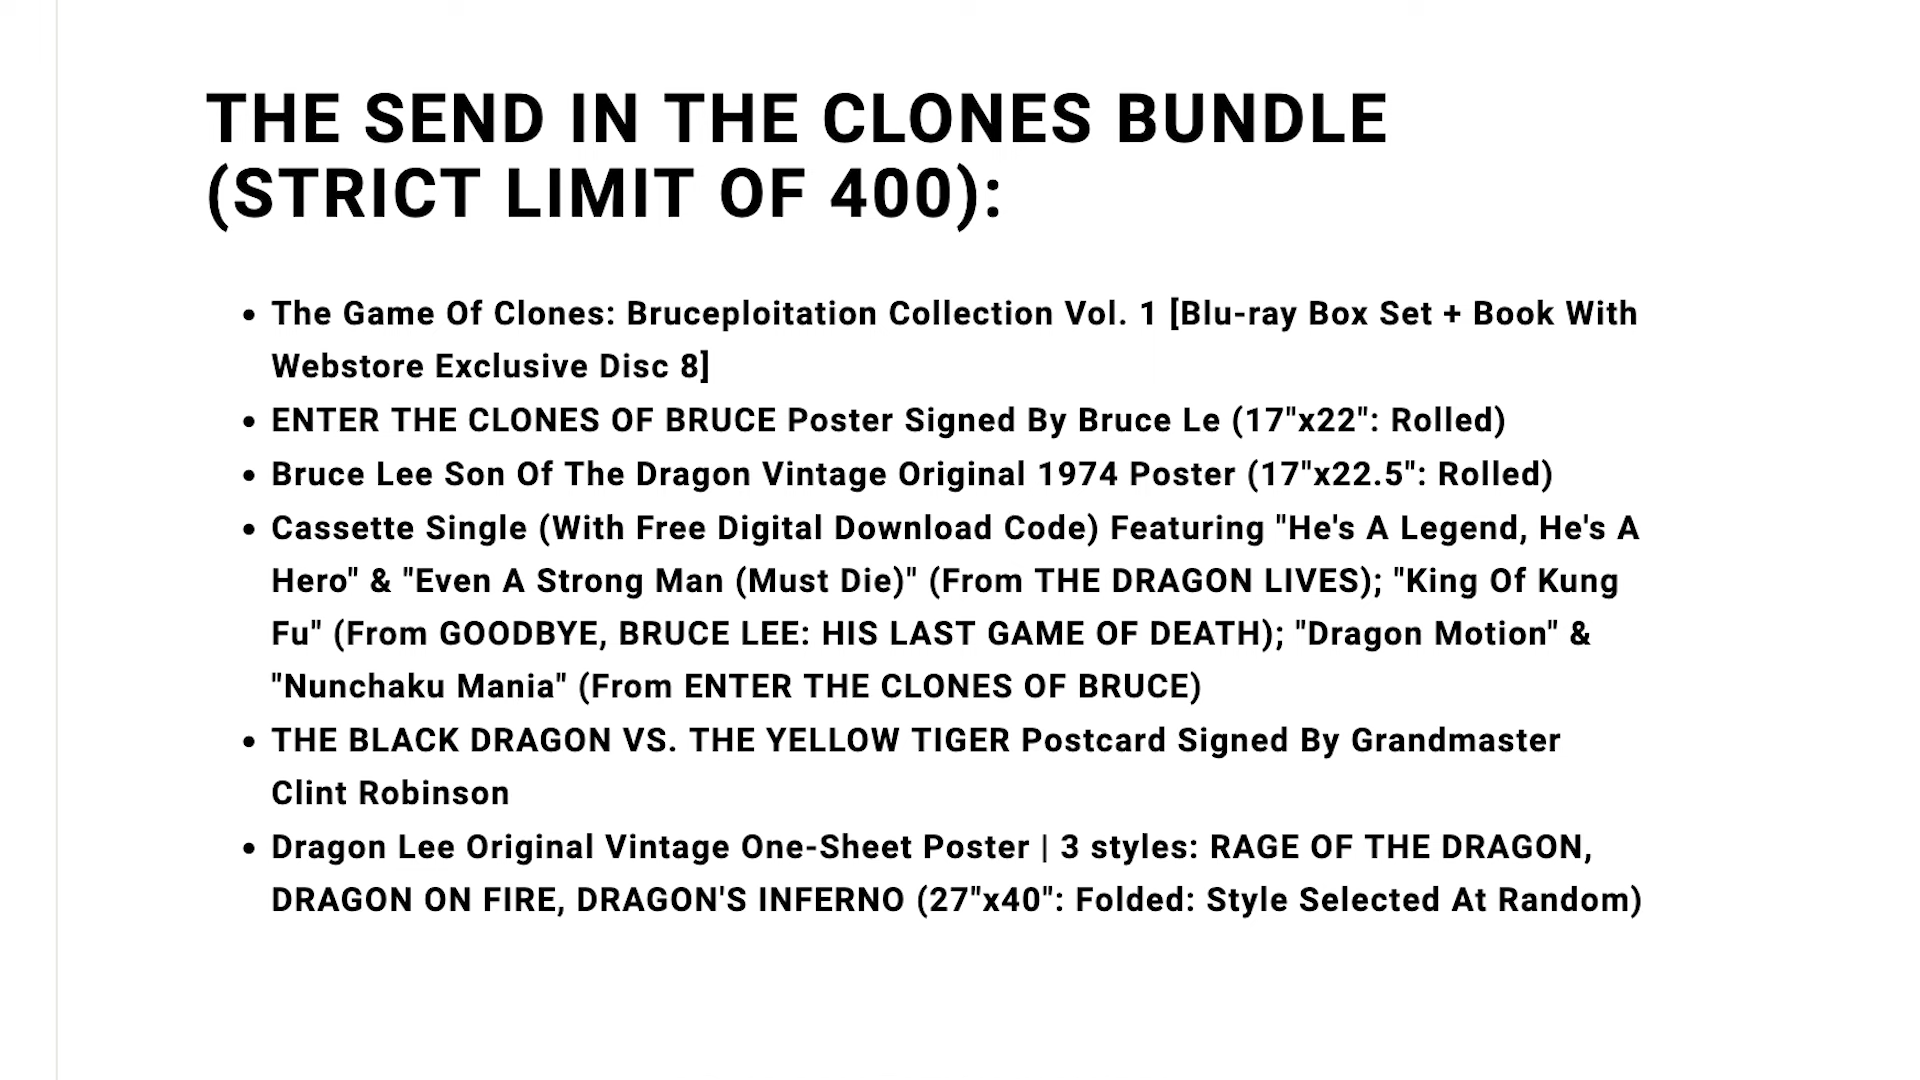 THE SEND IN THE CLONES BUNDLE
(STRICT LIMIT OF 400):
• The Game Of Clones: Bruceploitation Collection Vol. 1 [Blu-ray Box Set + Book With
Webstore Exclusive Disc 8]
• ENTER THE CLONES OF BRUCE Poster Signed By Bruce Le (17"x22": Rolled)
• Bruce Lee Son Of The Dragon Vintage Original 1974 Poster (17"x22.5": Rolled)
• Cassette Single (With Free Digital Download Code) Featuring "He's A Legend, He's A
Hero" & "Even A Strong Man (Must Die)" (From THE DRAGON LIVES); "King Of Kung
Fu" (From GOODBYE, BRUCE LEE: HIS LAST GAME OF DEATH); "Dragon Motion" &
"Nunchaku Mania" (From ENTER THE CLONES OF BRUCE)
• THE BLACK DRAGON VS. THE YELLOW TIGER Postcard Signed By Grandmaster
Clint Robinson
• Dragon Lee Original Vintage One-Sheet Poster | 3 styles: RAGE OF THE DRAGON,
DRAGON ON FIRE, DRAGON'S INFERNO (27"x40": Folded: Style Selected At Random)